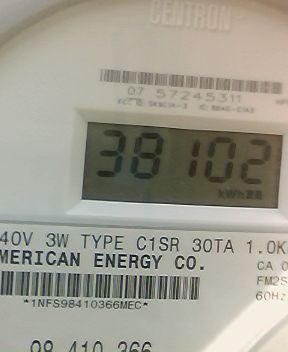 CENTRON
07 57245311
38102
kWh
40V 3W TYPE C1SR 30TA 1.0K
MERICAN ENERGY CO.
CA 0
FM2S
60Hz
*1NFS98410366MEC*
98 410 366